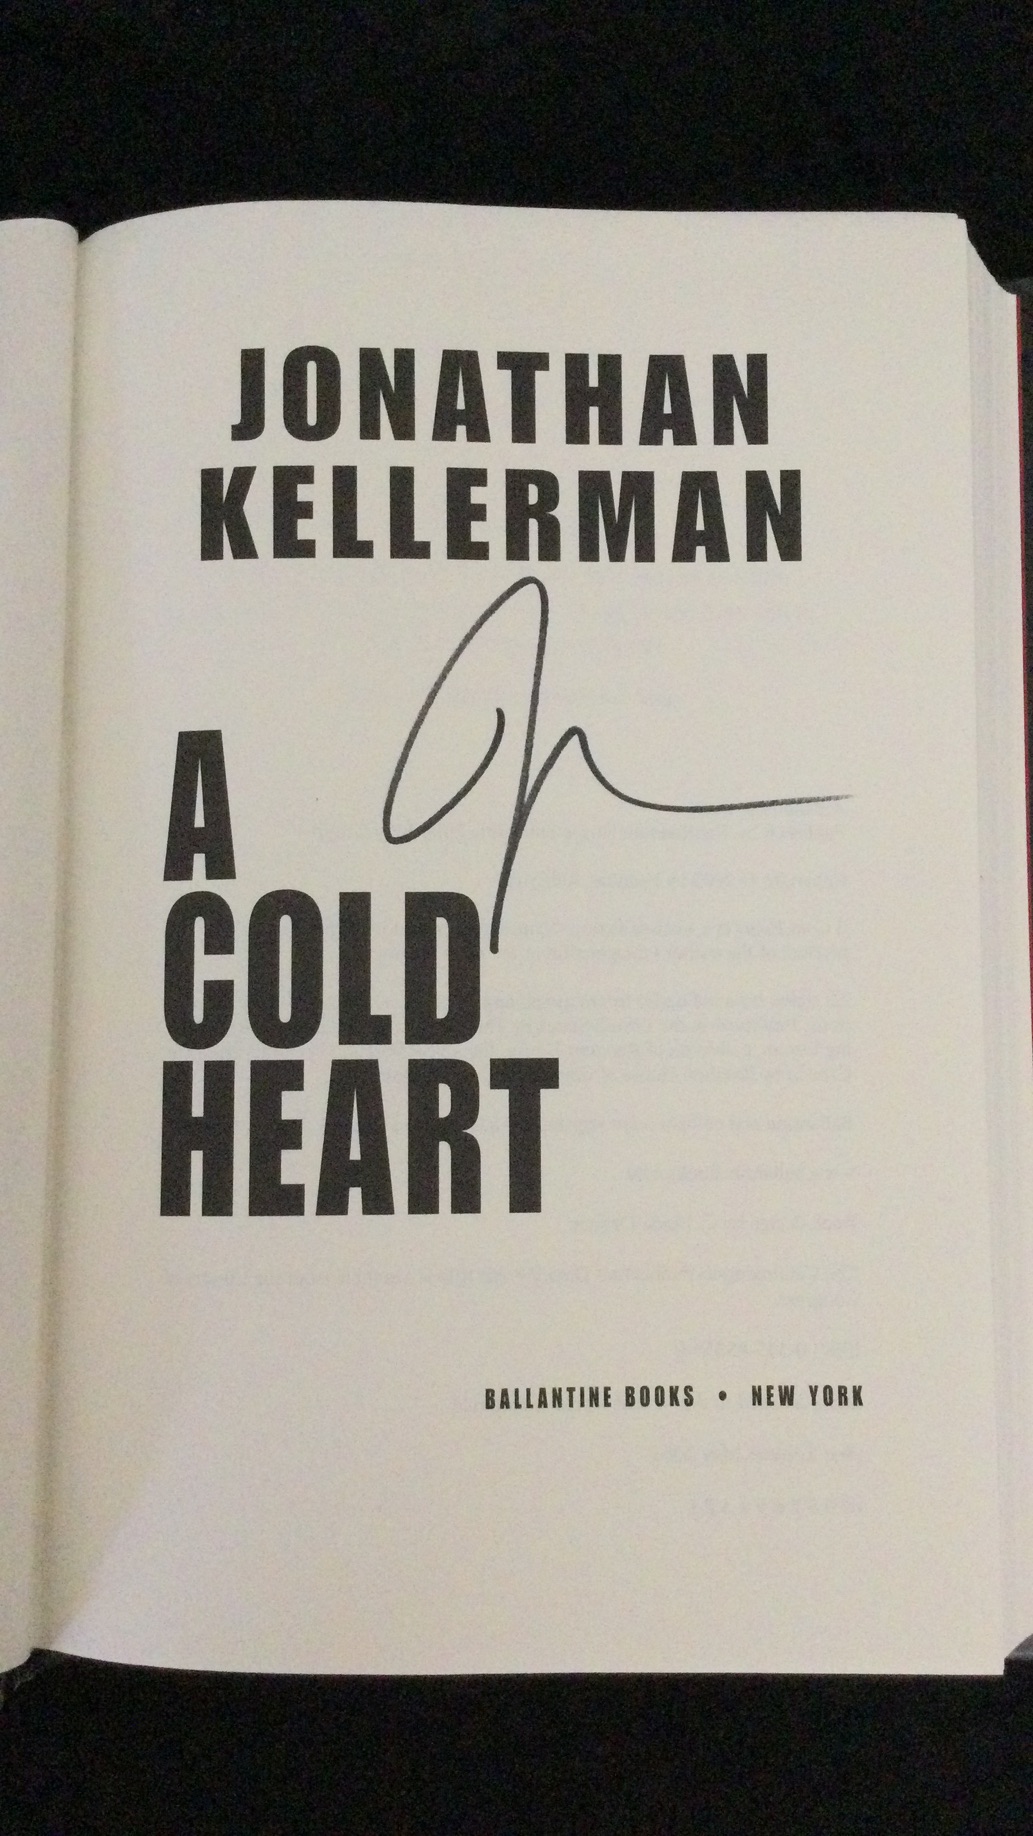 JONATHAN
KELLERMAN
A
COLD
HEART
BALLANTINE BOOKS • NEW YORK